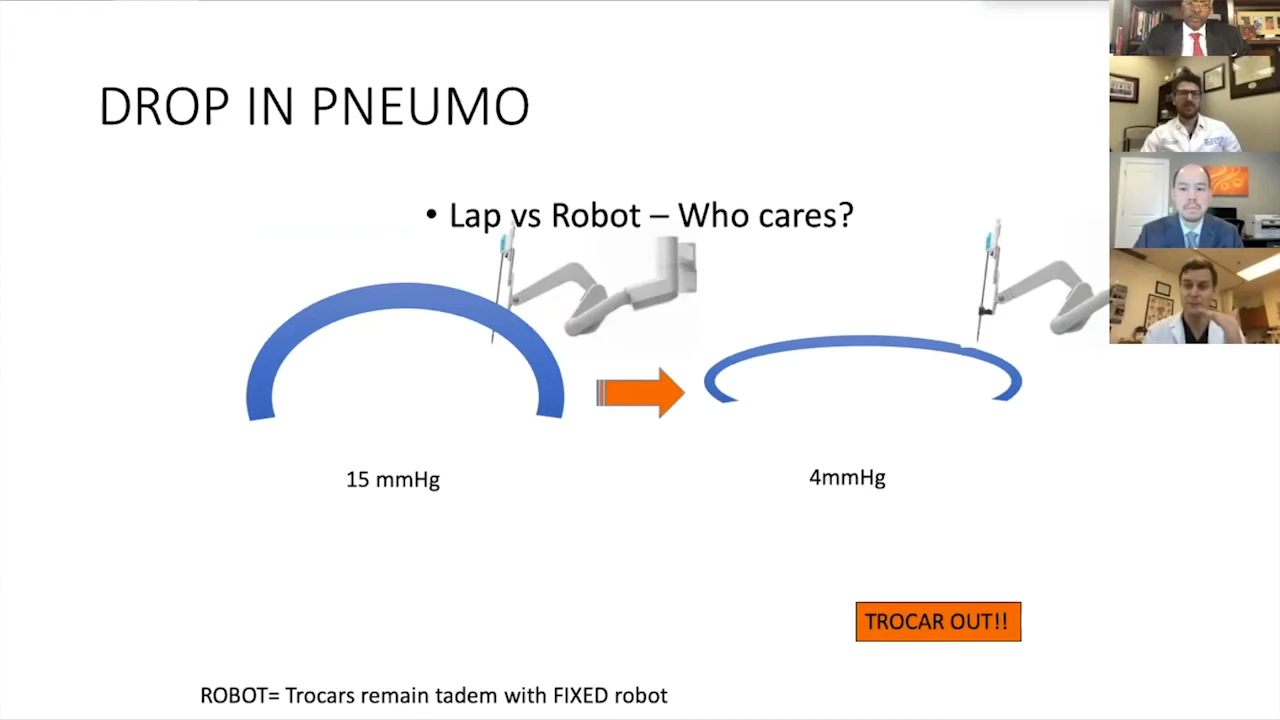 DROP IN PNEUMO
• Lap vs Robot – Who cares?
15 mmHg
4mmHg
TROCAR OUT!!
ROBOT= Trocars remain tadem with FIXED robot